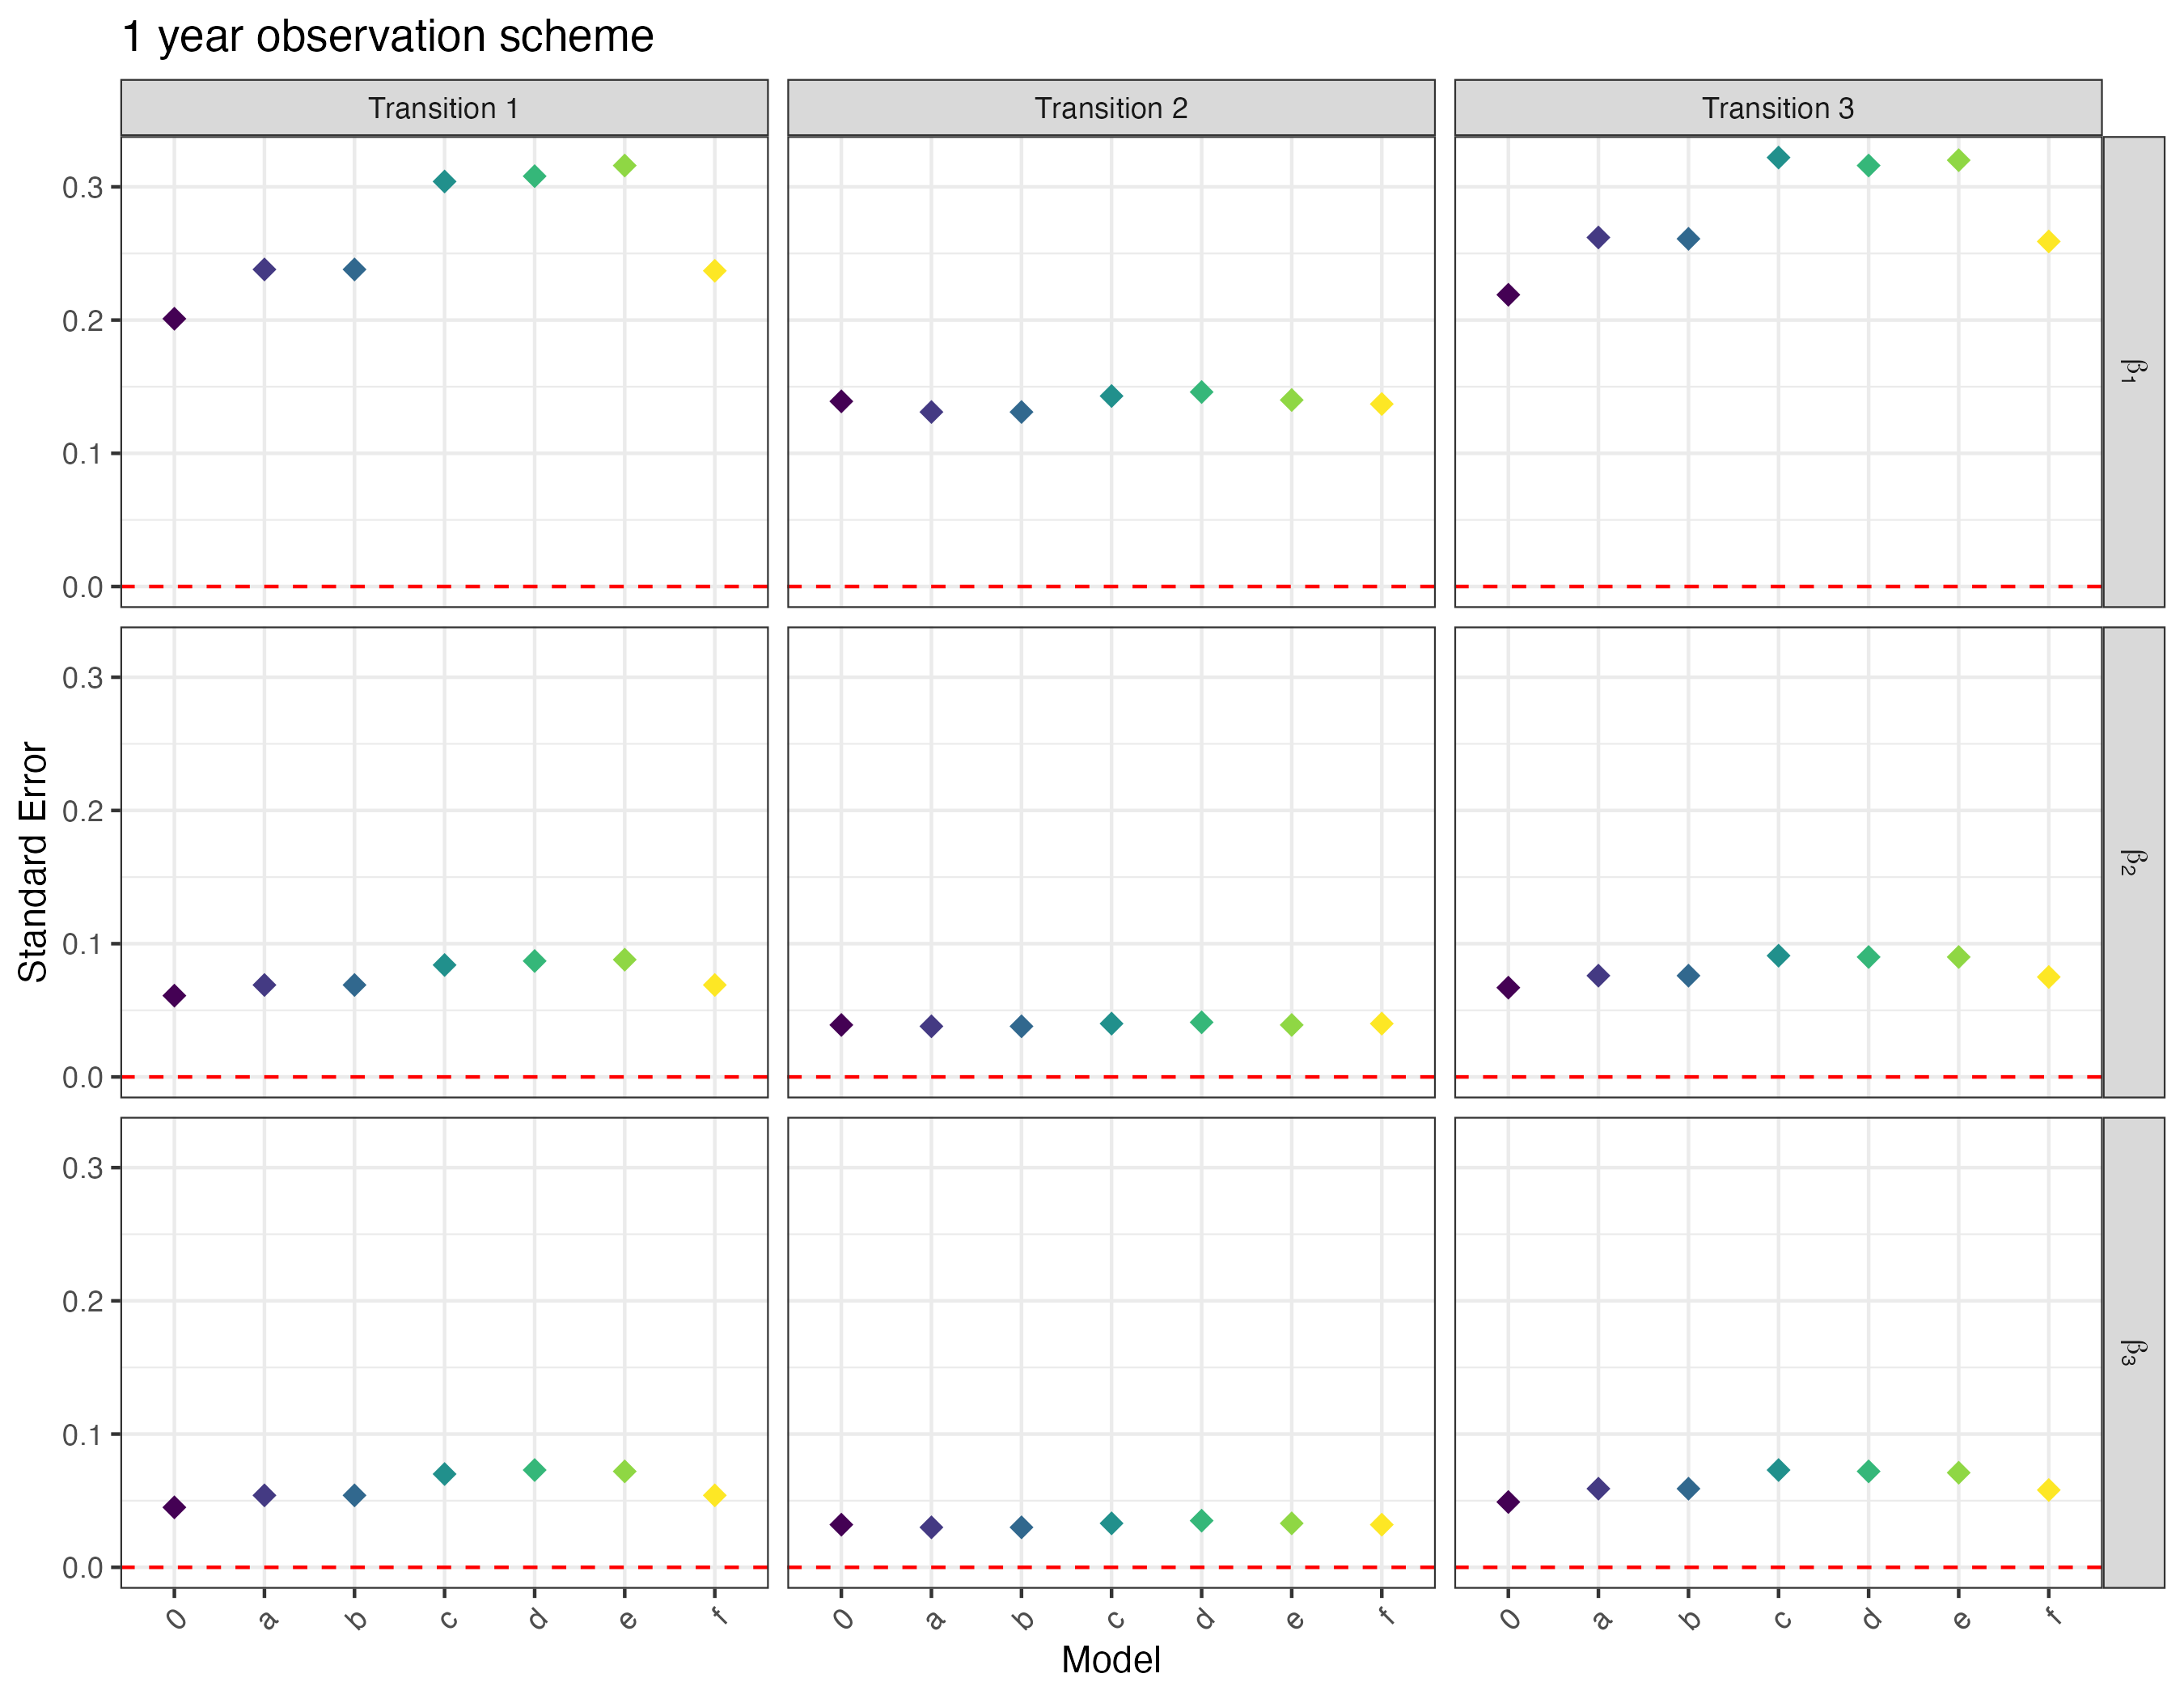 1 year observation scheme
Transition 1 Transition 2 Transition 3
0.3
0.2
0.1
0.0
β1
0.3
0.2
0.1
0.0
β2
0.3
0.2
0.1
0.0
β3
Standard Error
0 a b c d e f 0 a b c d e f 0 a b c d e f
Model